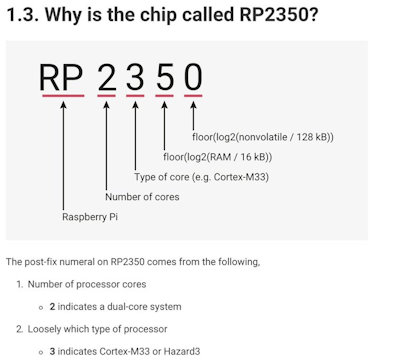 1.3. Why is the chip called RP2350?
RP 2 3 5 0
floor(log2(nonvolatile / 128 kB))
floor(log2(RAM / 16 kB))
Type of core (e.g. Cortex-M33)
Number of cores
Raspberry Pi
The post-fix numeral on RP2350 comes from the following,
1. Number of processor cores
2 indicates a dual-core system
2. Loosely which type of processor
3 indicates Cortex-M33 or Hazard3